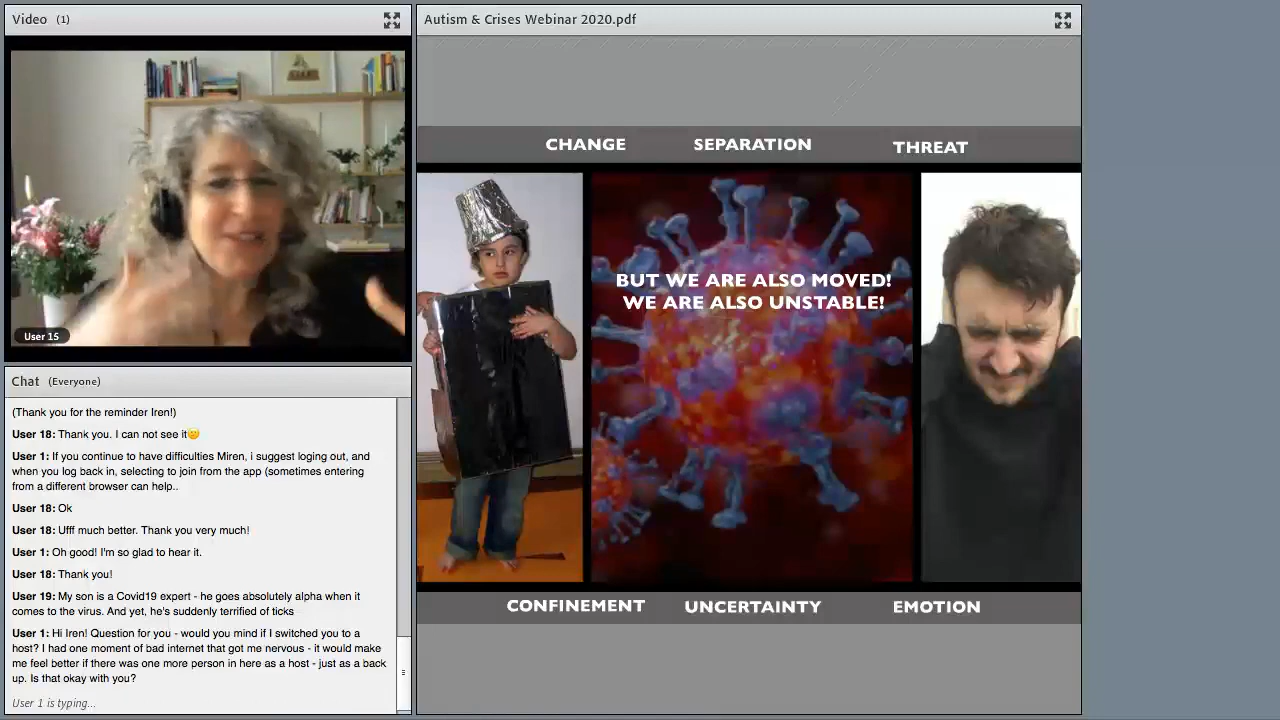 Video (1)
User 15
Chat (Everyone)
(Thank you for the reminder Iren!)
User 18: Thank you. I can not see it
User 1: If you continue to have difficulties Miren, i suggest loging out, and
when you log back in, selecting to join from the app (sometimes entering
from a different browser can help..
User 18: Ok
User 18: Ufff much better. Thank you very much!
User 1: Oh good! I'm so glad to hear it.
User 18: Thank you!
User 19: My son is a Covid19 expert - he goes absolutely alpha when it
comes to the virus. And yet, he's suddenly terrified of ticks
User 1: Hi Iren! Question for you - would you mind if I switched you to a
host? I had one moment of bad internet that got me nervous - it would make
me feel better if there was one more person in here as a host - just as a back
up. Is that okay with you?
User 1 is typing...
Autism & Crises Webinar 2020.pdf
CHANGE SEPARATION THREAT
BUT WE ARE ALSO MOVED!
WE ARE ALSO UNSTABLE!
CONFINEMENT UNCERTAINTY EMOTION